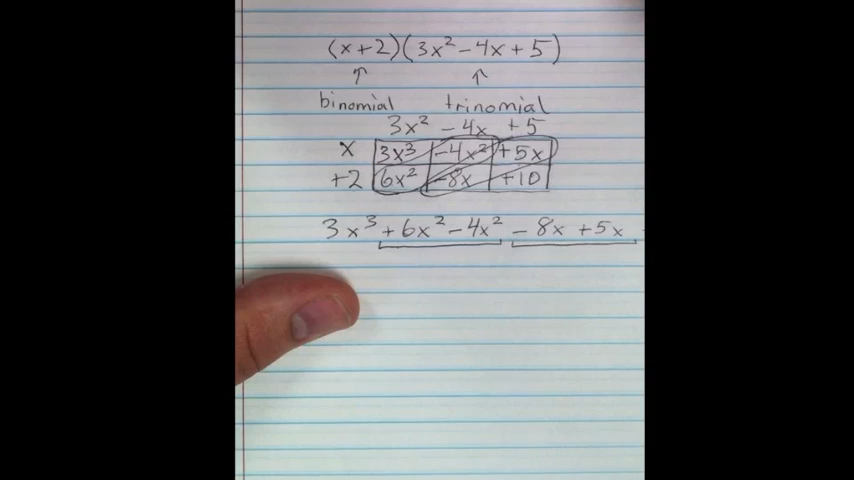 (x+2)(3x² - 4x + 5)
↑ ↑
binomial trinomial
3x² - 4x + 5
x 3x³ -4x² +5x
+2 6x² -8x +10
3x³ + 6x² - 4x² - 8x + 5x